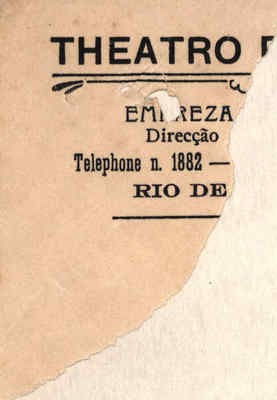 THEATRO
EMPREZA
Direcção
Telephone n. 1882 —
RIO DE